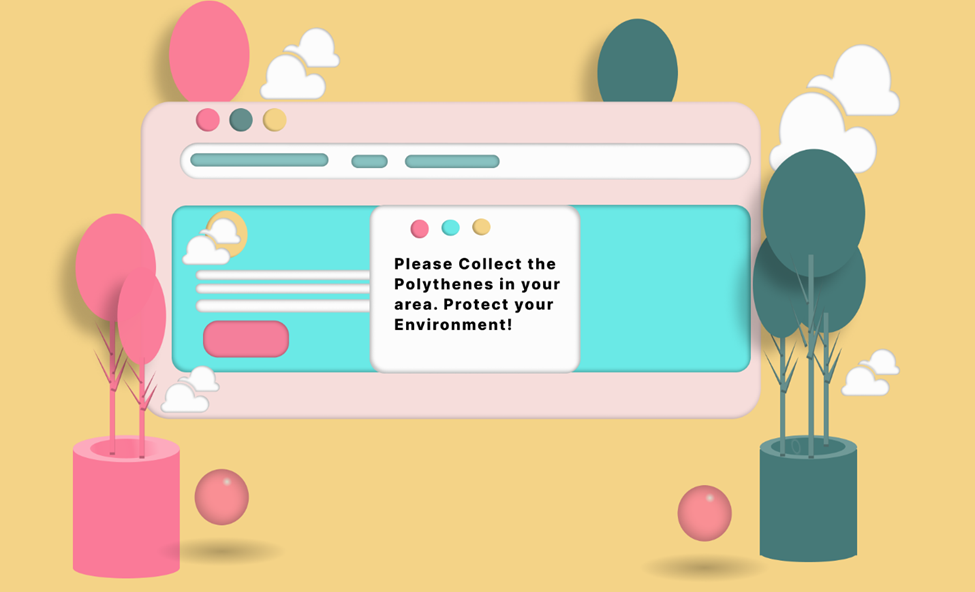 Please Collect the
Polythenes in your
area. Protect your
Environment!